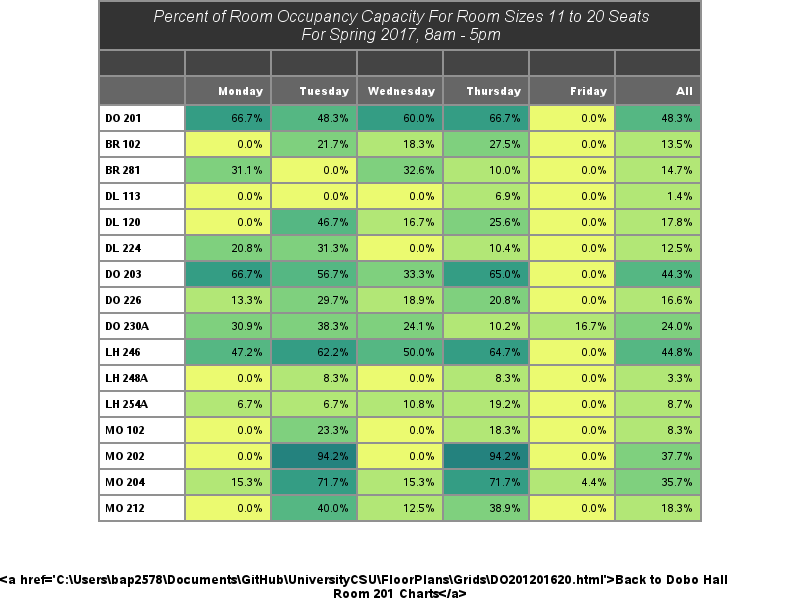 Percent of Room Occupancy Capacity For Room Sizes 11 to 20 Seats
For Spring 2017, 8am - 5pm
Monday Tuesday Wednesday Thursday Friday All
DO 201 66.7% 48.3% 60.0% 66.7% 0.0% 48.3%
BR 102 0.0% 21.7% 18.3% 27.5% 0.0% 13.5%
BR 281 31.1% 0.0% 32.6% 10.0% 0.0% 14.7%
DL 113 0.0% 0.0% 0.0% 6.9% 0.0% 1.4%
DL 120 0.0% 46.7% 16.7% 25.6% 0.0% 17.8%
DL 224 20.8% 31.3% 0.0% 10.4% 0.0% 12.5%
DO 203 66.7% 56.7% 33.3% 65.0% 0.0% 44.3%
DO 226 13.3% 29.7% 18.9% 20.8% 0.0% 16.6%
DO 230A 30.9% 38.3% 24.1% 10.2% 16.7% 24.0%
LH 246 47.2% 62.2% 50.0% 64.7% 0.0% 44.8%
LH 248A 0.0% 8.3% 0.0% 8.3% 0.0% 3.3%
LH 254A 6.7% 6.7% 10.8% 19.2% 0.0% 8.7%
MO 102 0.0% 23.3% 0.0% 18.3% 0.0% 8.3%
MO 202 0.0% 94.2% 0.0% 94.2% 0.0% 37.7%
MO 204 15.3% 71.7% 15.3% 71.7% 4.4% 35.7%
MO 212 0.0% 40.0% 12.5% 38.9% 0.0% 18.3%
<a href='C:\Users\bap2578\Documents\GitHub\UniversityCSU\FloorPlans\Grids\DO201201620.html'>Back to Dobo Hall
Room 201 Charts</a>